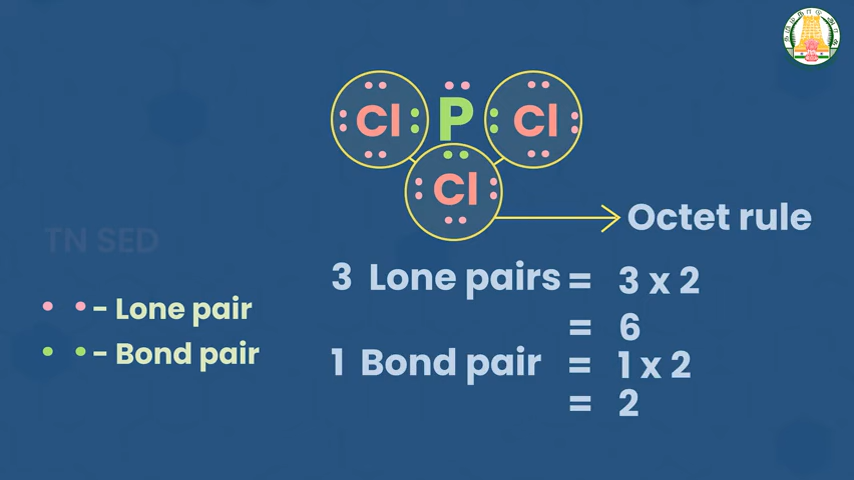 Cl P Cl
Cl
Octet rule
TN SED
3 Lone pairs = 3 x 2
= 6
- Lone pair
- Bond pair
1 Bond pair = 1 x 2
= 2